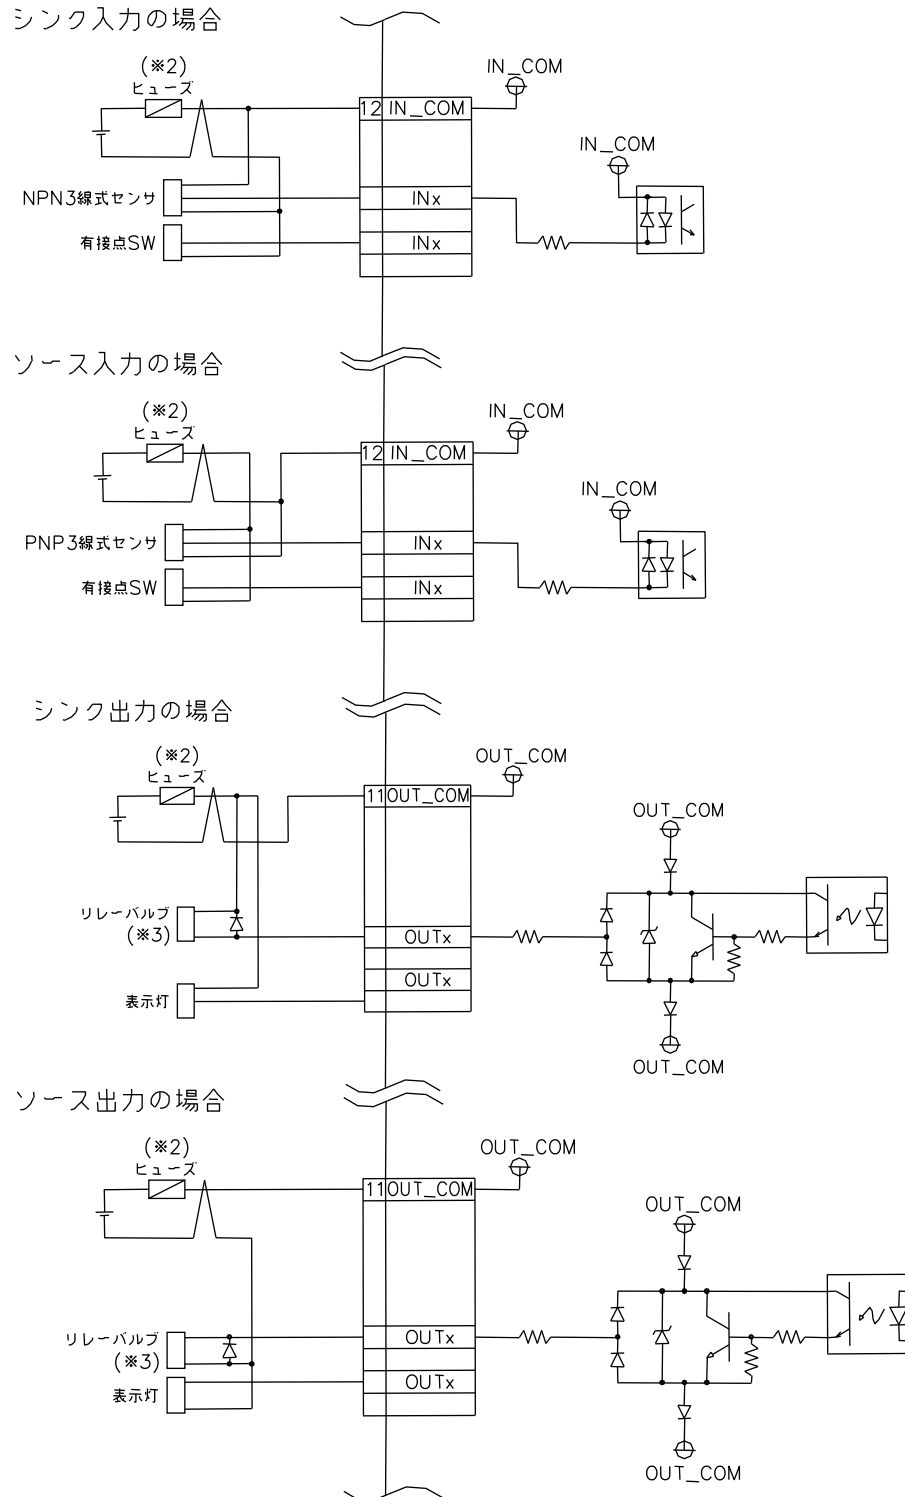 シンク入力の場合
(※2)
ヒューズ
IN_COM
12 IN_COM
IN_COM
NPN3線式センサ
INx
有接点SW
INx
ソース入力の場合
(※2)
ヒューズ
IN_COM
12 IN_COM
IN_COM
PNP3線式センサ
INx
有接点SW
INx
シンク出力の場合
(※2)
ヒューズ
OUT_COM
11 OUT_COM
OUT_COM
リレーバルブ
(※3)
OUTx
OUTx
表示灯
OUT_COM
ソース出力の場合
(※2)
ヒューズ
OUT_COM
11 OUT_COM
OUT_COM
リレーバルブ
(※3)
OUTx
OUTx
表示灯
OUT_COM